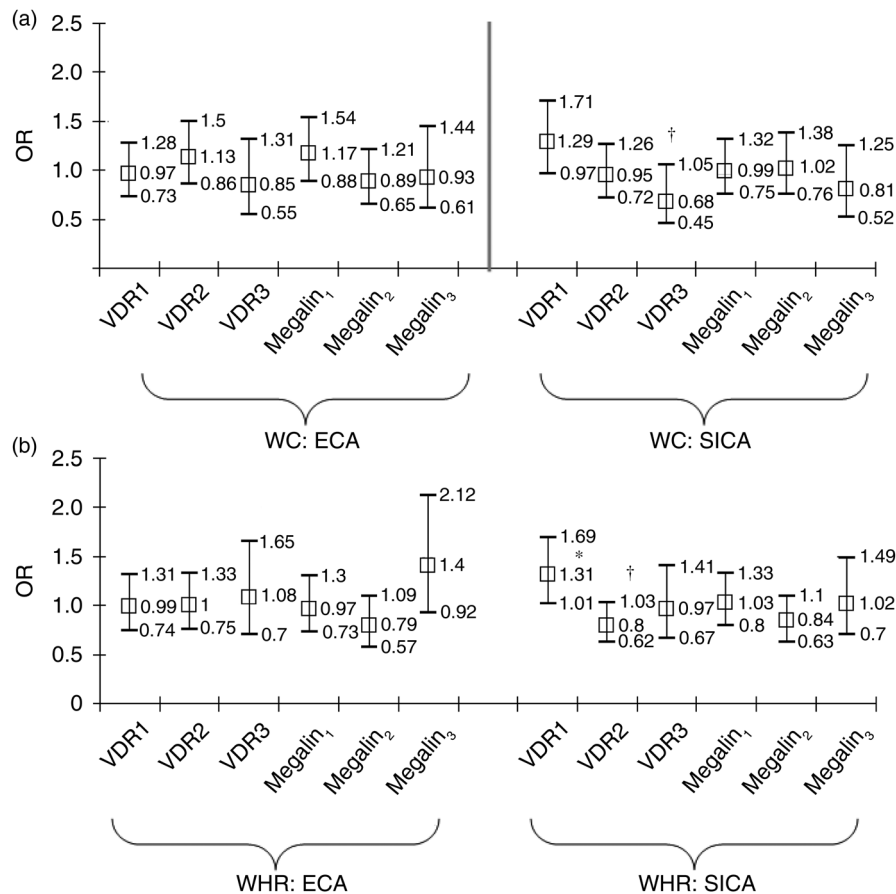 (a)
2.5
2.0
1.5
1.0
0.5
OR
1.28
0.97
0.73
1.5
1.13
0.86
1.31
0.85
0.55
1.54
1.17
0.88
1.21
0.89
0.65
1.44
0.93
0.61
1.71
1.29
0.97
1.26
0.95
0.72
†
1.05
0.68
0.45
1.32
0.99
0.75
1.38
1.02
0.76
1.25
0.81
0.52
VDR1
VDR2
VDR3
Megalin₁
Megalin₂
Megalin₃
VDR1
VDR2
VDR3
Megalin₁
Megalin₂
Megalin₃
WC: ECA
WC: SICA
(b)
2.5
2.0
1.5
1.0
0.5
0
OR
1.31
0.99
0.74
1.33
1
0.75
1.65
1.08
0.7
1.3
0.97
0.73
1.09
0.79
0.57
2.12
1.4
0.92
1.69
*
1.31
1.01
†
1.03
0.8
0.62
1.41
0.97
0.67
1.33
1.03
0.8
1.1
0.84
0.63
1.49
1.02
0.7
VDR1
VDR2
VDR3
Megalin₁
Megalin₂
Megalin₃
VDR1
VDR2
VDR3
Megalin₁
Megalin₂
Megalin₃
WHR: ECA
WHR: SICA